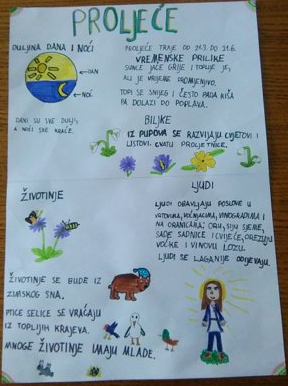 PROLJEĆE
DULJINA DANA I NOĆI
DAN
NOĆ
DANI SU SVE DULJI,
A NOĆI SVE KRAĆE.
PROLJEĆE TRAJE OD 21.3. DO 21.6.
VREMENSKE PRILIKE
SUNCE JAČE GRIJE I TOPLIJE JE,
ALI JE VRIJEME PROMJENJIVO.
TOPI SE SNIJEG I ČESTO PADA KIŠA
PA DOLAZI DO POPLAVA.
BILJKE
IZ PUPOVA SE RAZVIJAJU CVJETOVI I
LISTOVI. CVATU PROLJETNICE.
ŽIVOTINJE
ŽIVOTINJE SE BUDE IZ
ZIMSKOG SNA.
PTICE SELICE SE VRAĆAJU
IZ TOPLIJIH KRAJEVA.
MNOGE ŽIVOTINJE IMAJU MLADE.
LJUDI
LJUDI OBAVLJAJU POSLOVE U
VRTOVIMA, VOĆNJACIMA, VINOGRADIMA I
NA ORANICAMA: ORU, SIJU SJEME,
SADE SADNICE I CVIJEĆE, OREZUJU
VOĆKE I VINOVU LOZU.
LJUDI SE LAGANIJE ODIJEVAJU.